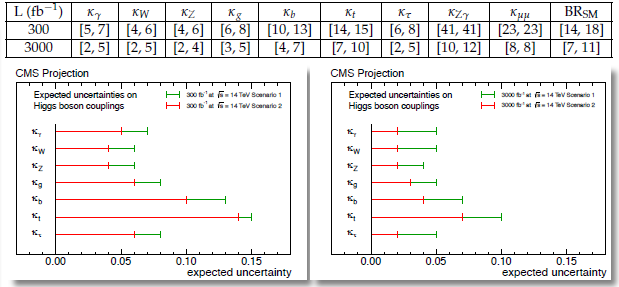 L (fb⁻¹) κγ κW κZ κg κb κt κτ κZγ κμμ BRSM
300 [5, 7] [4, 6] [4, 6] [6, 8] [10, 13] [14, 15] [6, 8] [41, 41] [23, 23] [14, 18]
3000 [2, 5] [2, 5] [2, 4] [3, 5] [4, 7] [7, 10] [2, 5] [10, 12] [8, 8] [7, 11]
CMS Projection
Expected uncertainties on
Higgs boson couplings
300 fb⁻¹ at √s = 14 TeV Scenario 1
300 fb⁻¹ at √s = 14 TeV Scenario 2
κγ
κW
κZ
κg
κb
κt
κτ
0.00 0.05 0.10 0.15
expected uncertainty
CMS Projection
Expected uncertainties on
Higgs boson couplings
3000 fb⁻¹ at √s = 14 TeV Scenario 1
3000 fb⁻¹ at √s = 14 TeV Scenario 2
κγ
κW
κZ
κg
κb
κt
κτ
0.00 0.05 0.10 0.15
expected uncertainty